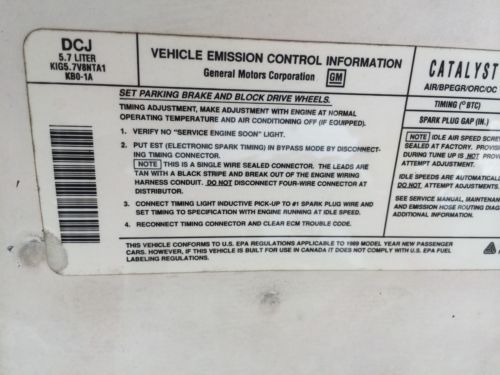 DCJ
5.7 LITER
KIG5.7V8NTA1
KB0-1A
VEHICLE EMISSION CONTROL INFORMATION
General Motors Corporation GM
CATALYST
AIR/BPEGR/ORC/OC
SET PARKING BRAKE AND BLOCK DRIVE WHEELS.
TIMING ADJUSTMENT, MAKE ADJUSTMENT WITH ENGINE AT NORMAL
OPERATING TEMPERATURE AND AIR CONDITIONING OFF (IF EQUIPPED).
1. VERIFY NO "SERVICE ENGINE SOON" LIGHT.
2. PUT EST (ELECTRONIC SPARK TIMING) IN BYPASS MODE BY DISCONNECT-
ING TIMING CONNECTOR.
NOTE THIS IS A SINGLE WIRE SEALED CONNECTOR. THE LEADS ARE
TAN WITH A BLACK STRIPE AND BREAK OUT OF THE ENGINE WIRING
HARNESS CONDUIT. DO NOT DISCONNECT FOUR-WIRE CONNECTOR AT
DISTRIBUTOR.
3. CONNECT TIMING LIGHT INDUCTIVE PICK-UP TO #1 SPARK PLUG WIRE AND
SET TIMING TO SPECIFICATION WITH ENGINE RUNNING AT IDLE SPEED.
4. RECONNECT TIMING CONNECTOR AND CLEAR ECM TROUBLE CODE.
TIMING (°BTC)
SPARK PLUG GAP (IN.)
NOTE IDLE AIR SPEED SCREW
SEALED AT FACTORY. PROVISI
DURING TUNE UP IS NOT PROVI
ATTEMPT ADJUSTMENT.
IDLE SPEEDS ARE AUTOMATICAL
DO NOT ATTEMPT ADJUSTMENTS
SEE SERVICE MANUAL, MAINTENAN
AND EMISSION HOSE ROUTING DIAG
ADDITIONAL INFORMATION.
THIS VEHICLE CONFORMS TO U.S. EPA REGULATIONS APPLICABLE TO 1989 MODEL YEAR NEW PASSENGER
CARS. HOWEVER, IF THIS VEHICLE IS BUILT FOR USE IN CANADA IT DOES NOT COMPLY WITH U.S. EPA FUEL
LABELING REGULATIONS.